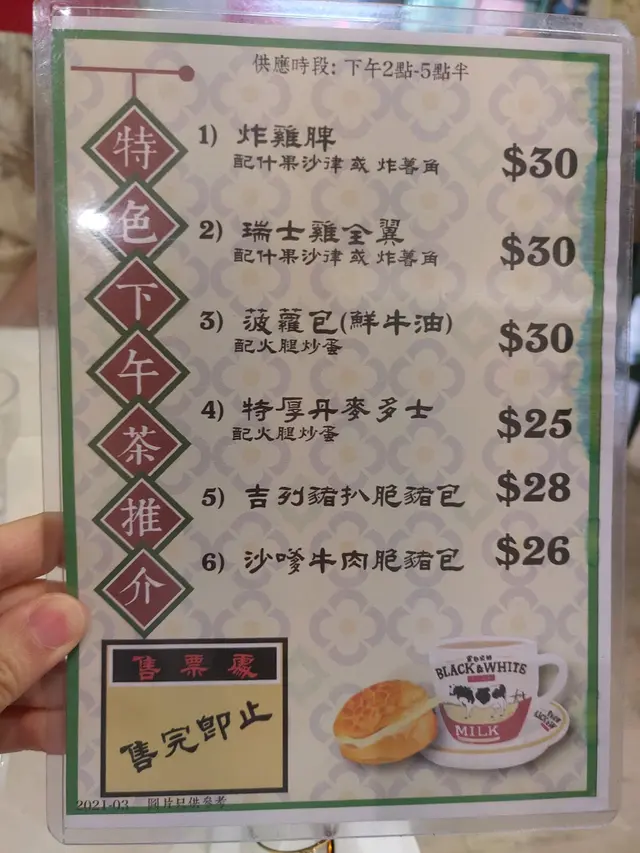 供應時段: 下午2點-5點半
特色下午茶推介
1) 炸雞脾 $30
配什果沙律 或 炸薯角
2) 瑞士雞全翼 $30
配什果沙律 或 炸薯角
3) 菠蘿包(鮮牛油) $30
配火腿炒蛋
4) 特厚丹麥多士 $25
配火腿炒蛋
5) 吉列豬扒脆豬包 $28
6) 沙嗲牛肉脆豬包 $26
售票處
售完即止
BLACK&WHITE
MILK
2021-03 圖片只供參考